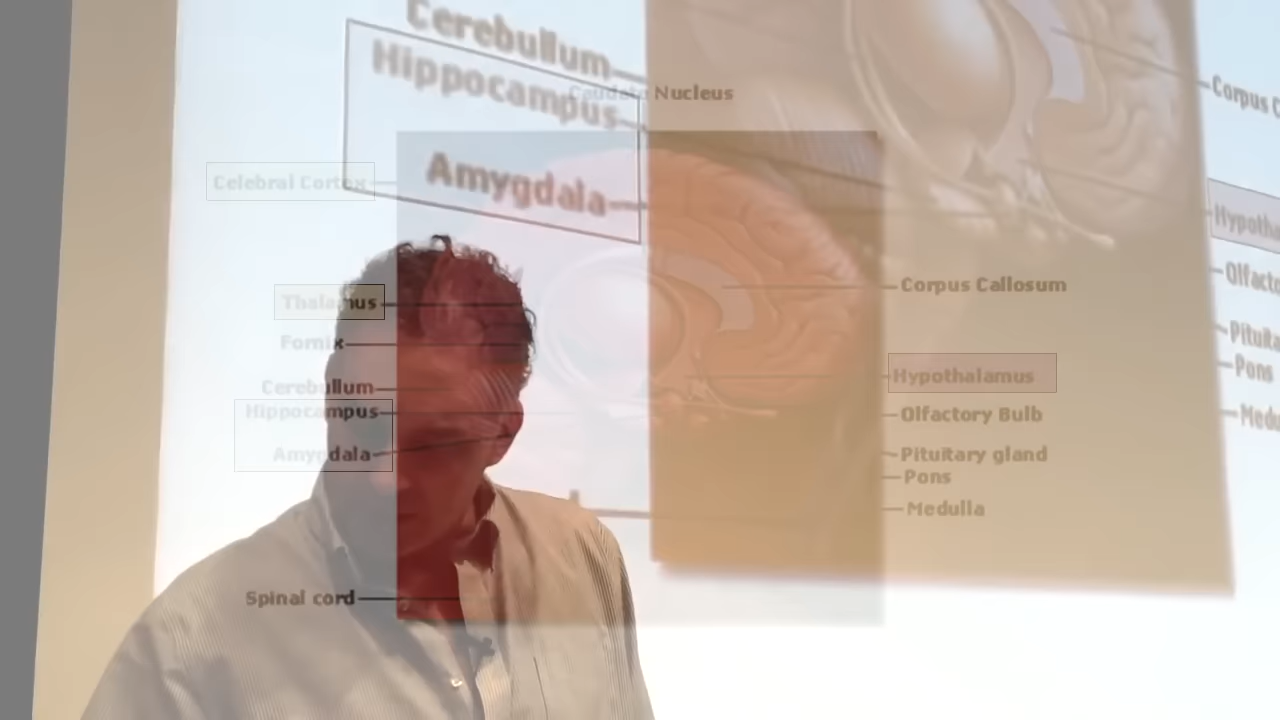 Cerebullum
Hippocampus
Amygdala
Caudate Nucleus
Celebral Cortex
Thalamus
Fornix
Cerebullum
Hippocampus
Amyndala
Spinal cord
Corpus Callosum
Hypothalamus
Olfactory Bulb
Pituitary gland
Pons
Medulla
Corpus C
Hypotha
Olfacto
Pituita
Pons
Medu